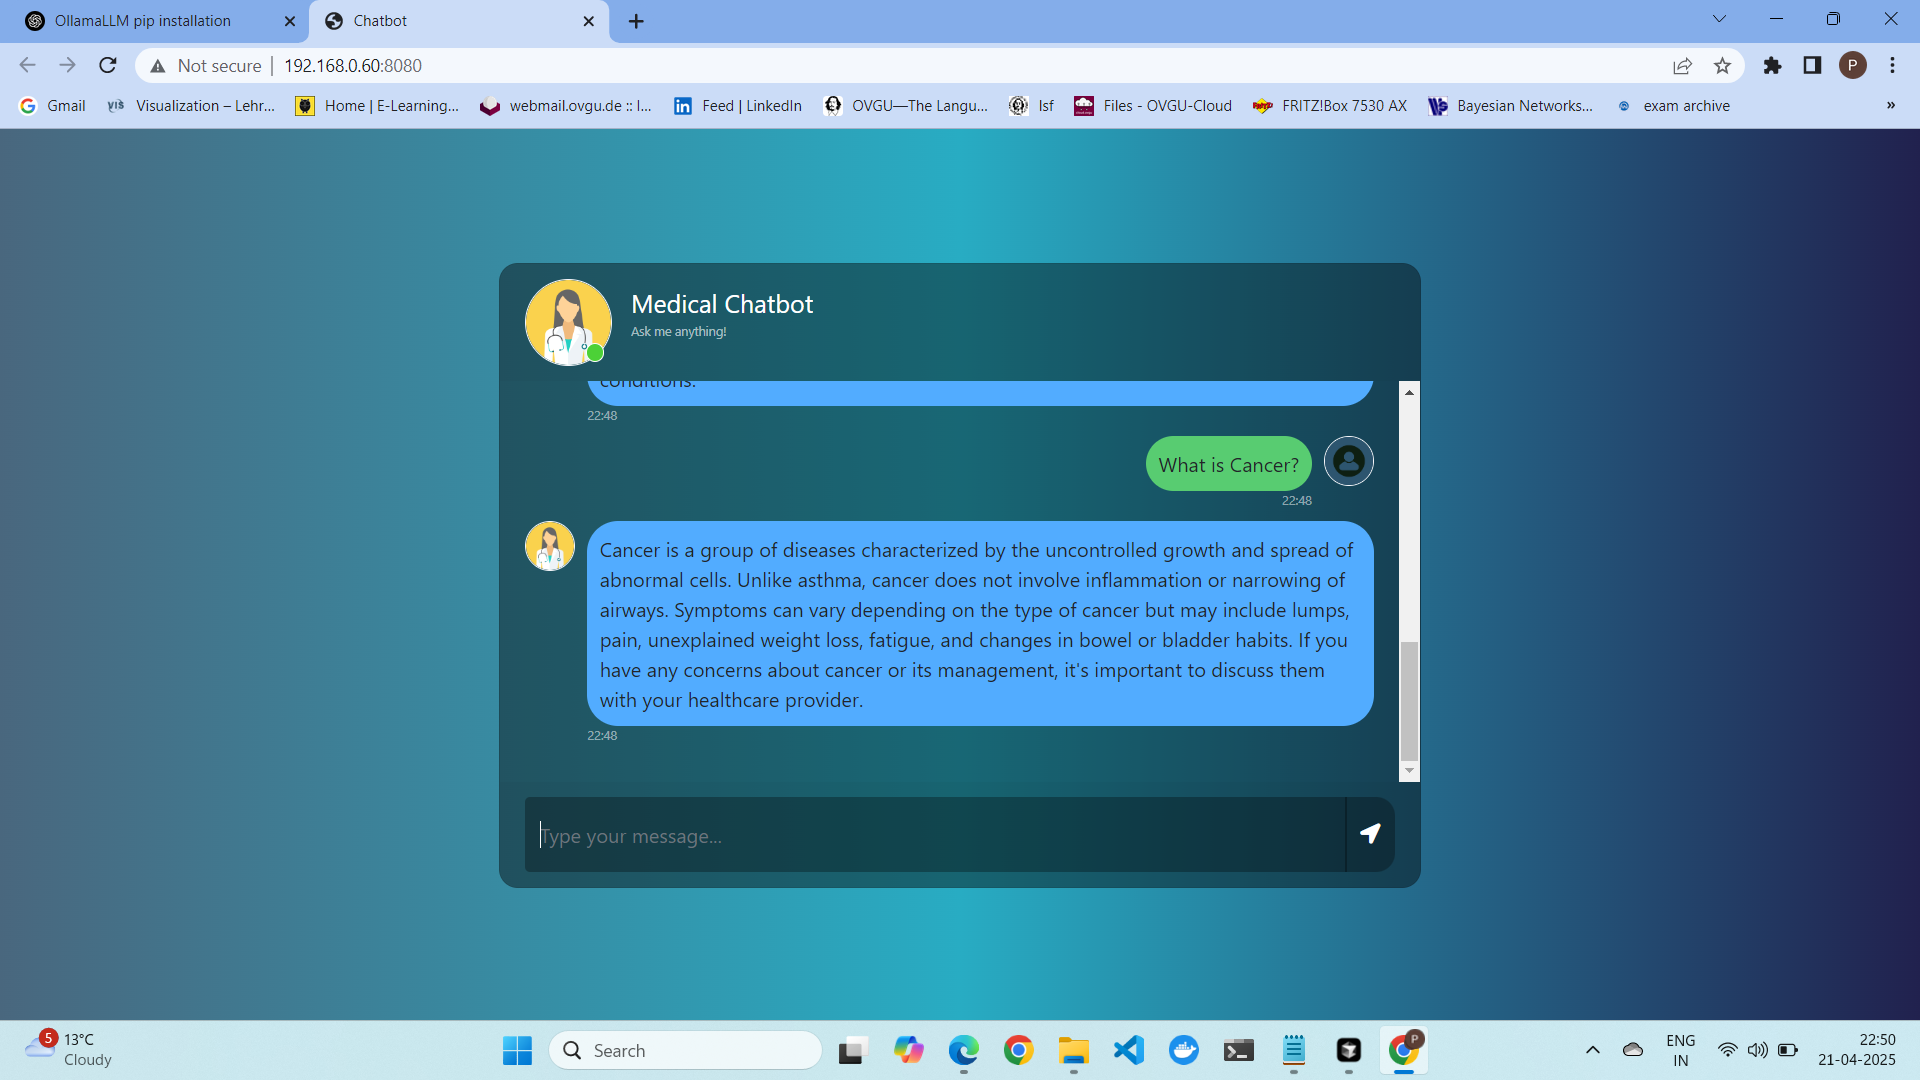 OllamaLLM pip installation
Chatbot
Not secure
192.168.0.60:8080
Gmail
Visualization – Lehr...
Home | E-Learning...
webmail.ovgu.de :: I...
Feed | LinkedIn
OVGU—The Langu...
lsf
Files - OVGU-Cloud
FRITZ!Box 7530 AX
Bayesian Networks...
exam archive
»
P
Medical Chatbot
Ask me anything!
conditions.
22:48
What is Cancer?
22:48
Cancer is a group of diseases characterized by the uncontrolled growth and spread of
abnormal cells. Unlike asthma, cancer does not involve inflammation or narrowing of
airways. Symptoms can vary depending on the type of cancer but may include lumps,
pain, unexplained weight loss, fatigue, and changes in bowel or bladder habits. If you
have any concerns about cancer or its management, it's important to discuss them
with your healthcare provider.
22:48
Type your message...
5
13°C
Cloudy
Search
P
ENG
IN
22:50
21-04-2025